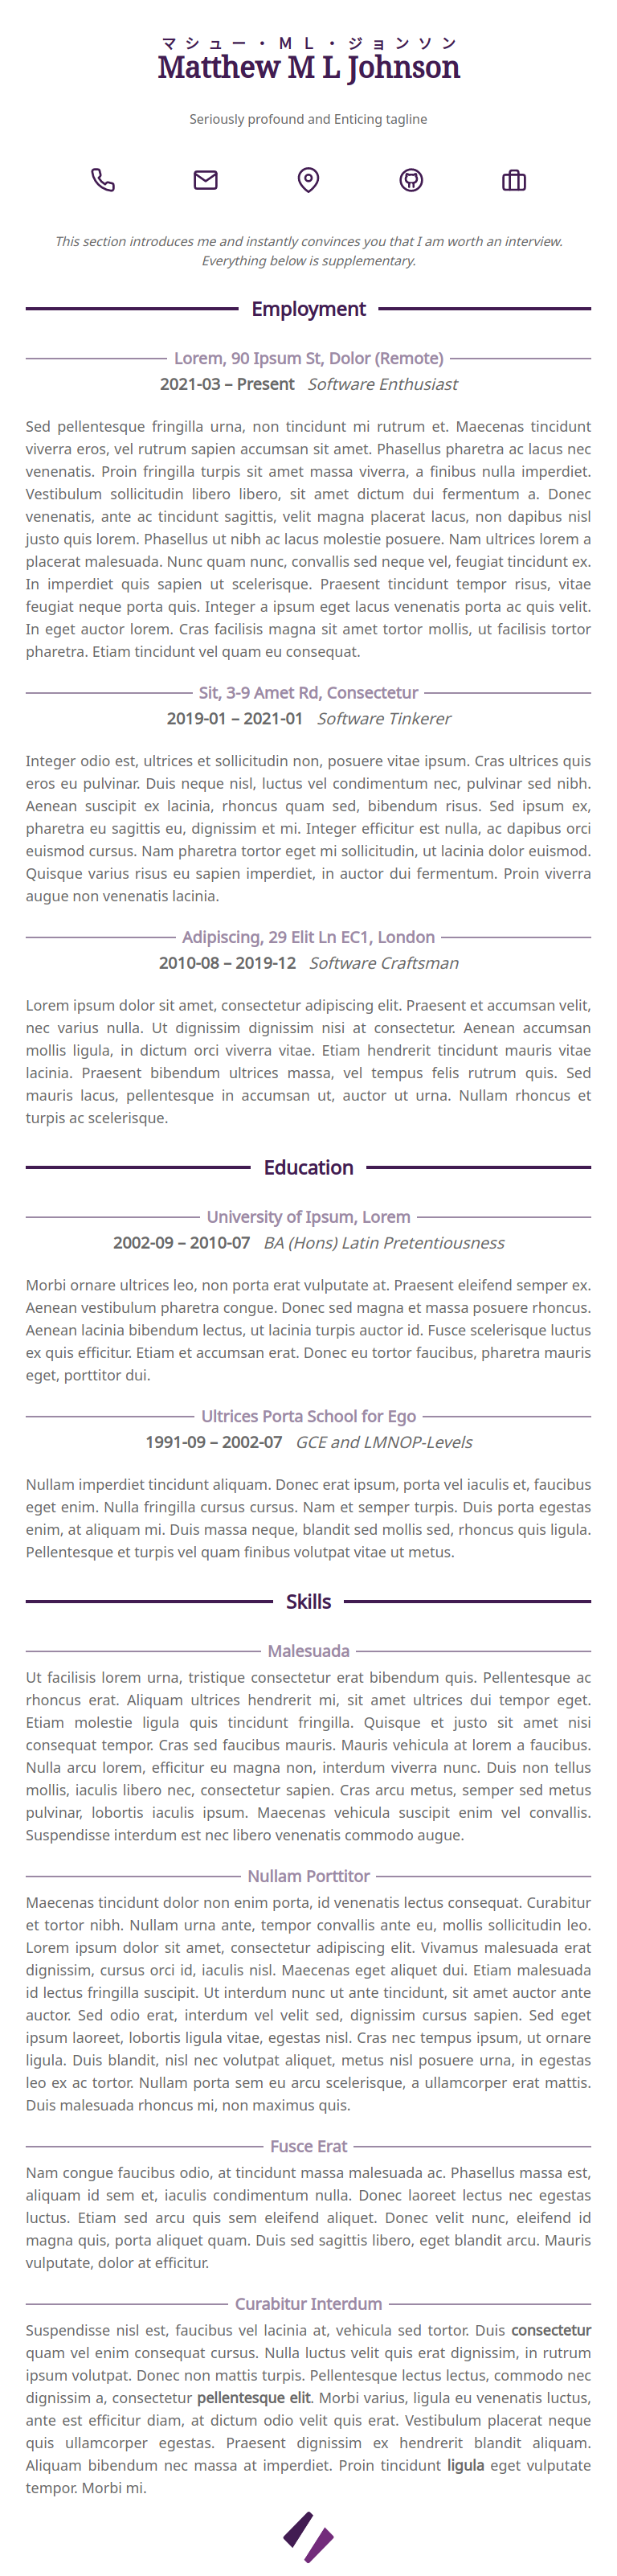 マシュー・ＭＬ・ジョンソン
Matthew M L Johnson
Seriously profound and Enticing tagline
This section introduces me and instantly convinces you that I am worth an interview.
Everything below is supplementary.
Employment
Lorem, 90 Ipsum St, Dolor (Remote)
2021-03 – Present Software Enthusiast
Sed pellentesque fringilla urna, non tincidunt mi rutrum et. Maecenas tincidunt
viverra eros, vel rutrum sapien accumsan sit amet. Phasellus pharetra ac lacus nec
venenatis. Proin fringilla turpis sit amet massa viverra, a finibus nulla imperdiet.
Vestibulum sollicitudin libero libero, sit amet dictum dui fermentum a. Donec
venenatis, ante ac tincidunt sagittis, velit magna placerat lacus, non dapibus nisl
justo quis lorem. Phasellus ut nibh ac lacus molestie posuere. Nam ultrices lorem a
placerat malesuada. Nunc quam nunc, convallis sed neque vel, feugiat tincidunt ex.
In imperdiet quis sapien ut scelerisque. Praesent tincidunt tempor risus, vitae
feugiat neque porta quis. Integer a ipsum eget lacus venenatis porta ac quis velit.
In eget auctor lorem. Cras facilisis magna sit amet tortor mollis, ut facilisis tortor
pharetra. Etiam tincidunt vel quam eu consequat.
Sit, 3-9 Amet Rd, Consectetur
2019-01 – 2021-01 Software Tinkerer
Integer odio est, ultrices et sollicitudin non, posuere vitae ipsum. Cras ultrices quis
eros eu pulvinar. Duis neque nisl, luctus vel condimentum nec, pulvinar sed nibh.
Aenean suscipit ex lacinia, rhoncus quam sed, bibendum risus. Sed ipsum ex,
pharetra eu sagittis eu, dignissim et mi. Integer efficitur est nulla, ac dapibus orci
euismod cursus. Nam pharetra tortor eget mi sollicitudin, ut lacinia dolor euismod.
Quisque varius risus eu sapien imperdiet, in auctor dui fermentum. Proin viverra
augue non venenatis lacinia.
Adipiscing, 29 Elit Ln EC1, London
2010-08 – 2019-12 Software Craftsman
Lorem ipsum dolor sit amet, consectetur adipiscing elit. Praesent et accumsan velit,
nec varius nulla. Ut dignissim dignissim nisi at consectetur. Aenean accumsan
mollis ligula, in dictum orci viverra vitae. Etiam hendrerit tincidunt mauris vitae
lacinia. Praesent bibendum ultrices massa, vel tempus felis rutrum quis. Sed
mauris lacus, pellentesque in accumsan ut, auctor ut urna. Nullam rhoncus et
turpis ac scelerisque.
Education
University of Ipsum, Lorem
2002-09 – 2010-07 BA (Hons) Latin Pretentiousness
Morbi ornare ultrices leo, non porta erat vulputate at. Praesent eleifend semper ex.
Aenean vestibulum pharetra congue. Donec sed magna et massa posuere rhoncus.
Aenean lacinia bibendum lectus, ut lacinia turpis auctor id. Fusce scelerisque luctus
ex quis efficitur. Etiam et accumsan erat. Donec eu tortor faucibus, pharetra mauris
eget, porttitor dui.
Ultrices Porta School for Ego
1991-09 – 2002-07 GCE and LMNOP-Levels
Nullam imperdiet tincidunt aliquam. Donec erat ipsum, porta vel iaculis et, faucibus
eget enim. Nulla fringilla cursus cursus. Nam et semper turpis. Duis porta egestas
enim, at aliquam mi. Duis massa neque, blandit sed mollis sed, rhoncus quis ligula.
Pellentesque et turpis vel quam finibus volutpat vitae ut metus.
Skills
Malesuada
Ut facilisis lorem urna, tristique consectetur erat bibendum quis. Pellentesque ac
rhoncus erat. Aliquam ultrices hendrerit mi, sit amet ultrices dui tempor eget.
Etiam molestie ligula quis tincidunt fringilla. Quisque et justo sit amet nisi
consequat tempor. Cras sed faucibus mauris. Mauris vehicula at lorem a faucibus.
Nulla arcu lorem, efficitur eu magna non, interdum viverra nunc. Duis non tellus
mollis, iaculis libero nec, consectetur sapien. Cras arcu metus, semper sed metus
pulvinar, lobortis iaculis ipsum. Maecenas vehicula suscipit enim vel convallis.
Suspendisse interdum est nec libero venenatis commodo augue.
Nullam Porttitor
Maecenas tincidunt dolor non enim porta, id venenatis lectus consequat. Curabitur
et tortor nibh. Nullam urna ante, tempor convallis ante eu, mollis sollicitudin leo.
Lorem ipsum dolor sit amet, consectetur adipiscing elit. Vivamus malesuada erat
dignissim, cursus orci id, iaculis nisl. Maecenas eget aliquet dui. Etiam malesuada
id lectus fringilla suscipit. Ut interdum nunc ut ante tincidunt, sit amet auctor ante
auctor. Sed odio erat, interdum vel velit sed, dignissim cursus sapien. Sed eget
ipsum laoreet, lobortis ligula vitae, egestas nisl. Cras nec tempus ipsum, ut ornare
ligula. Duis blandit, nisl nec volutpat aliquet, metus nisl posuere urna, in egestas
leo ex ac tortor. Nullam porta sem eu arcu scelerisque, a ullamcorper erat mattis.
Duis malesuada rhoncus mi, non maximus quis.
Fusce Erat
Nam congue faucibus odio, at tincidunt massa malesuada ac. Phasellus massa est,
aliquam id sem et, iaculis condimentum nulla. Donec laoreet lectus nec egestas
luctus. Etiam sed arcu quis sem eleifend aliquet. Donec velit nunc, eleifend id
magna quis, porta aliquet quam. Duis sed sagittis libero, eget blandit arcu. Mauris
vulputate, dolor at efficitur.
Curabitur Interdum
Suspendisse nisl est, faucibus vel lacinia at, vehicula sed tortor. Duis consectetur
quam vel enim consequat cursus. Nulla luctus velit quis erat dignissim, in rutrum
ipsum volutpat. Donec non mattis turpis. Pellentesque lectus lectus, commodo nec
dignissim a, consectetur pellentesque elit. Morbi varius, ligula eu venenatis luctus,
ante est efficitur diam, at dictum odio velit quis erat. Vestibulum placerat neque
quis ullamcorper egestas. Praesent dignissim ex hendrerit blandit aliquam.
Aliquam bibendum nec massa at imperdiet. Proin tincidunt ligula eget vulputate
tempor. Morbi mi.